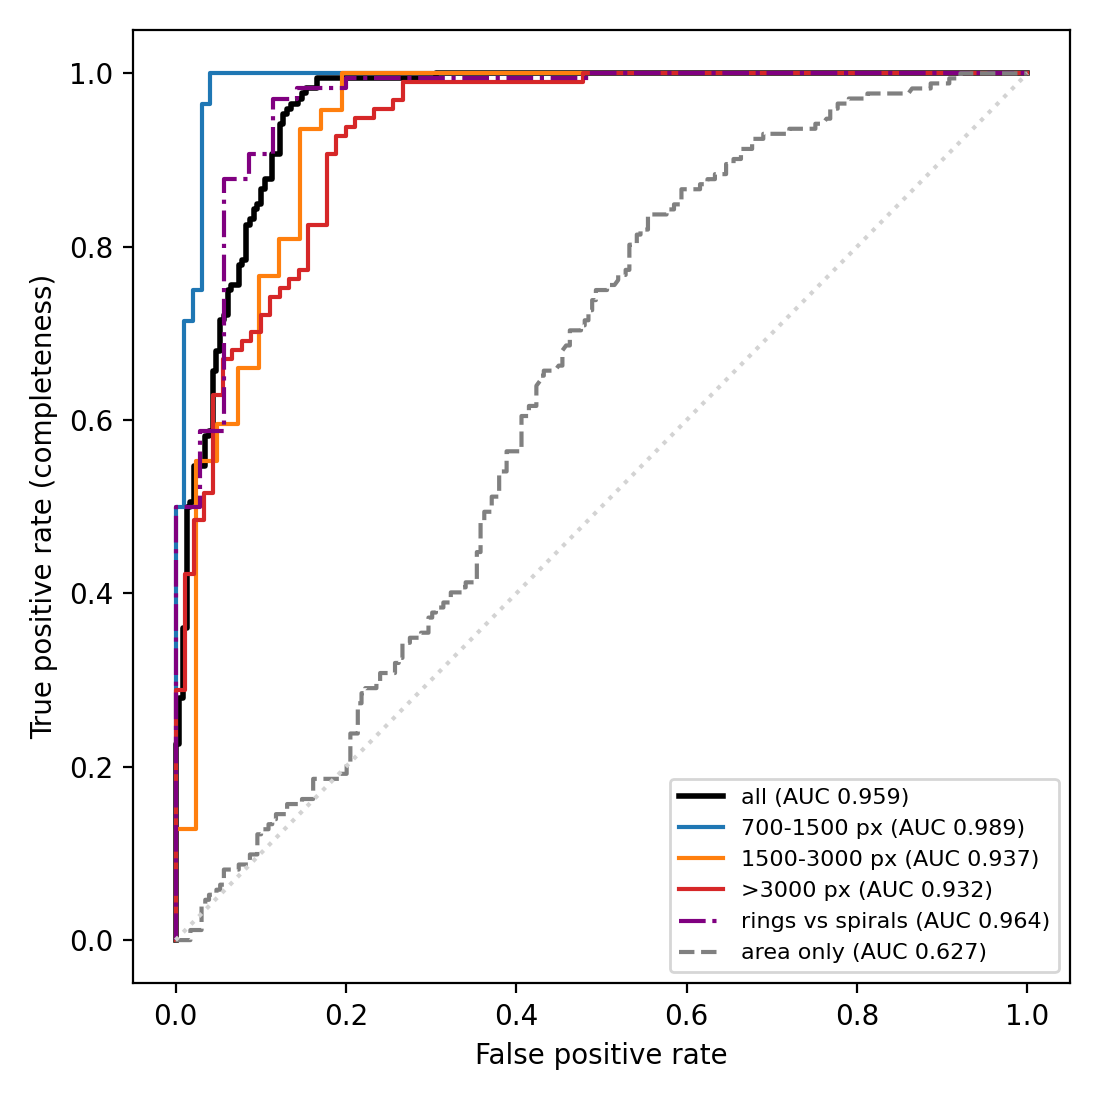 1.0
0.8
0.6
0.4
0.2
0.0
True positive rate (completeness)
all (AUC 0.959)
700-1500 px (AUC 0.989)
1500-3000 px (AUC 0.937)
>3000 px (AUC 0.932)
rings vs spirals (AUC 0.964)
area only (AUC 0.627)
0.0 0.2 0.4 0.6 0.8 1.0
False positive rate